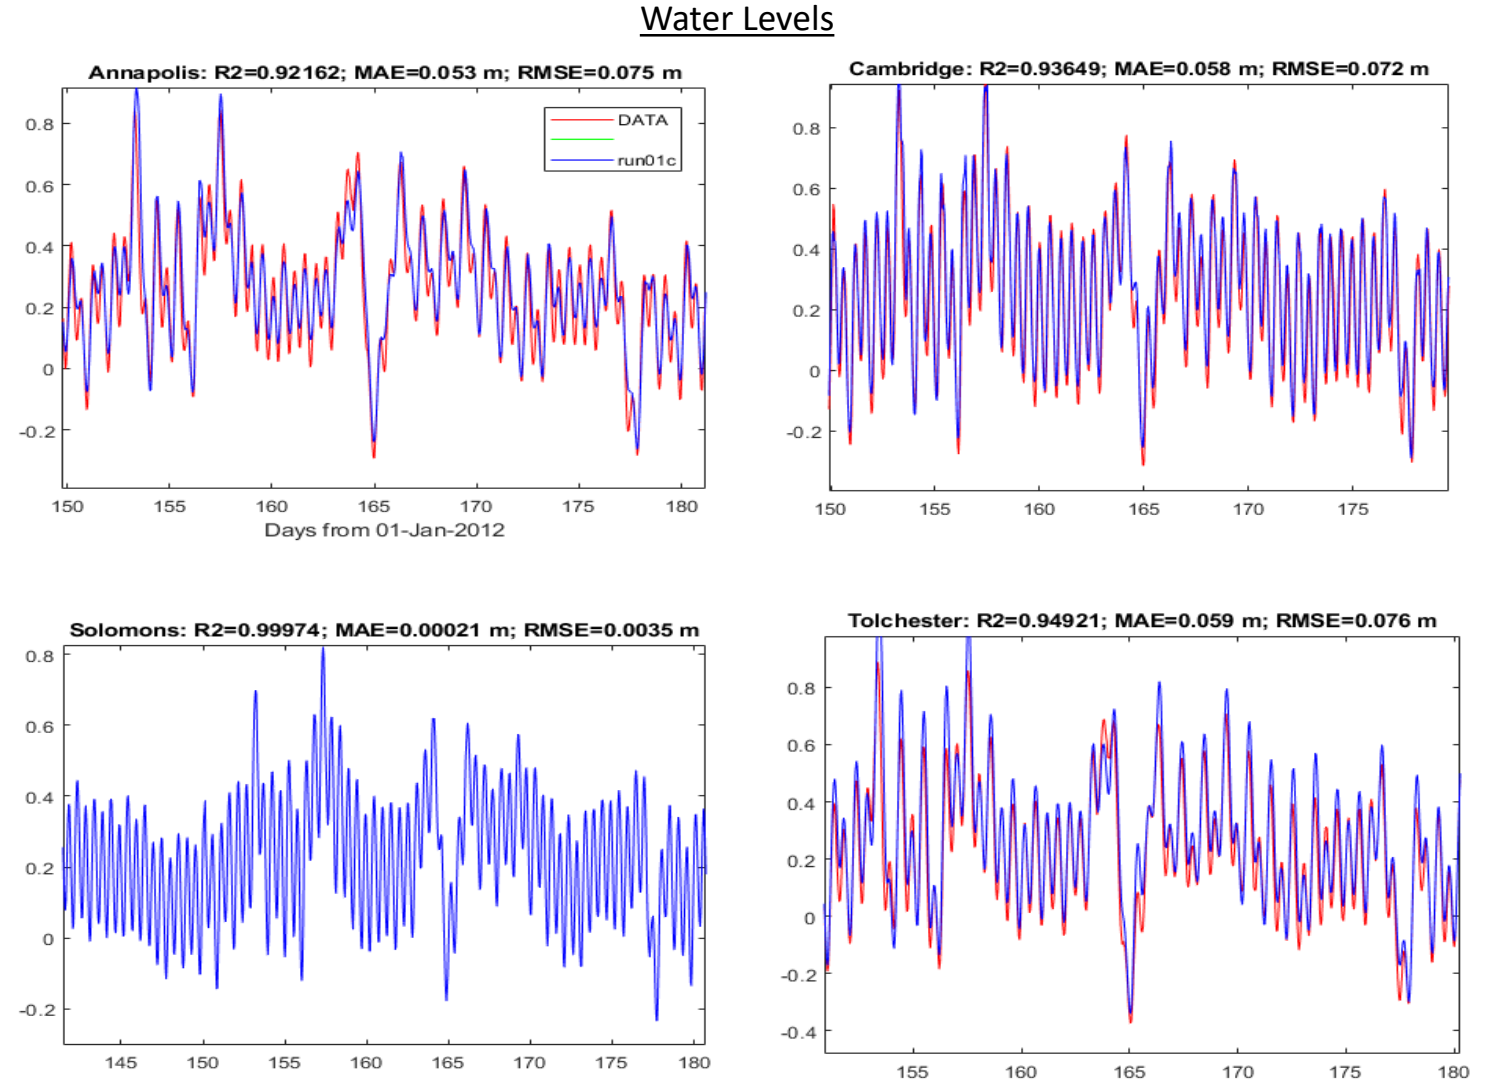 Water Levels
Annapolis: R2=0.92162; MAE=0.053 m; RMSE=0.075 m
0.8
0.6
0.4
0.2
0
-0.2
DATA
run01c
150 155 160 165 170 175 180
Days from 01-Jan-2012
Cambridge: R2=0.93649; MAE=0.058 m; RMSE=0.072 m
0.8
0.6
0.4
0.2
0
-0.2
150 155 160 165 170 175
Solomons: R2=0.99974; MAE=0.00021 m; RMSE=0.0035 m
0.8
0.6
0.4
0.2
0
-0.2
145 150 155 160 165 170 175 180
Tolchester: R2=0.94921; MAE=0.059 m; RMSE=0.076 m
0.8
0.6
0.4
0.2
0
-0.2
-0.4
155 160 165 170 175 180